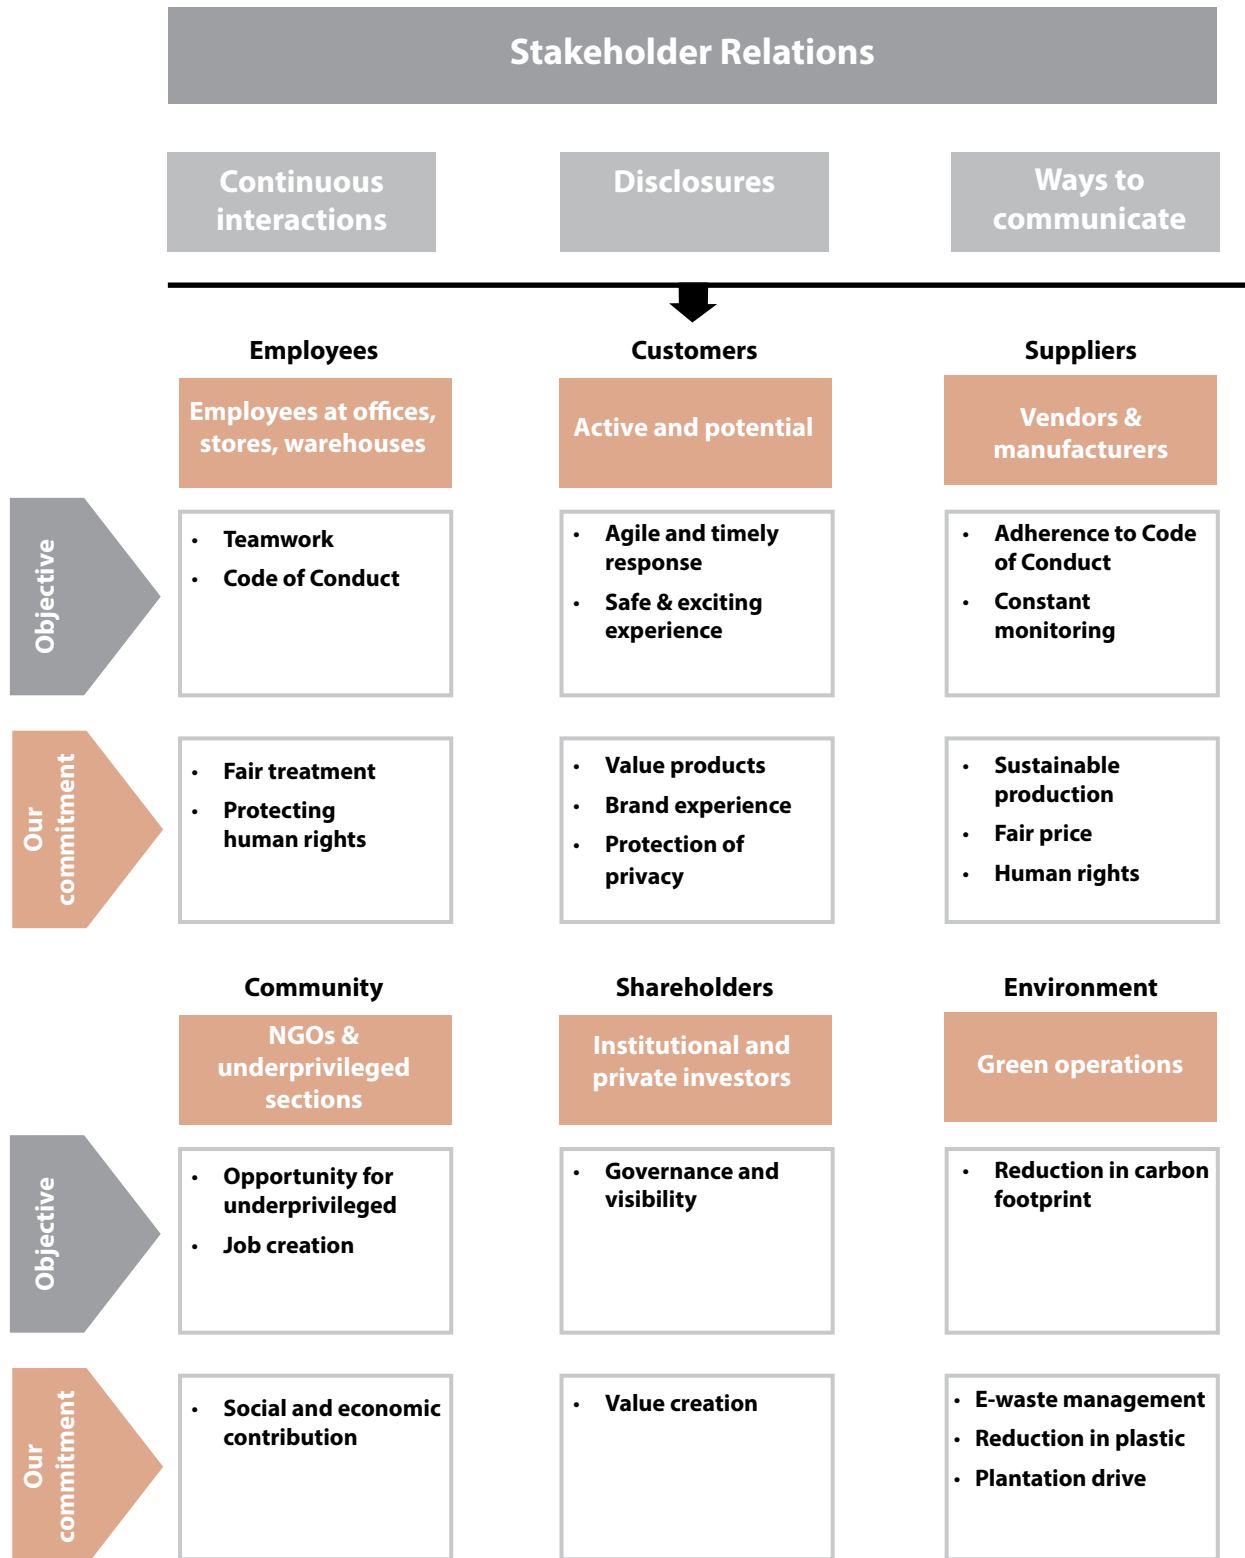 Stakeholder Relations
Continuous
interactions
Disclosures
Ways to
communicate
Employees
Customers
Suppliers
Employees at offices,
stores, warehouses
Active and potential
Vendors &
manufacturers
Objective
• Teamwork
• Code of Conduct
• Agile and timely
response
• Safe & exciting
experience
• Adherence to Code
of Conduct
• Constant
monitoring
Our
commitment
• Fair treatment
• Protecting
human rights
• Value products
• Brand experience
• Protection of
privacy
• Sustainable
production
• Fair price
• Human rights
Community
Shareholders
Environment
NGOs &
underprivileged
sections
Institutional and
private investors
Green operations
Objective
• Opportunity for
underprivileged
• Job creation
• Governance and
visibility
• Reduction in carbon
footprint
Our
commitment
• Social and economic
contribution
• Value creation
• E-waste management
• Reduction in plastic
• Plantation drive